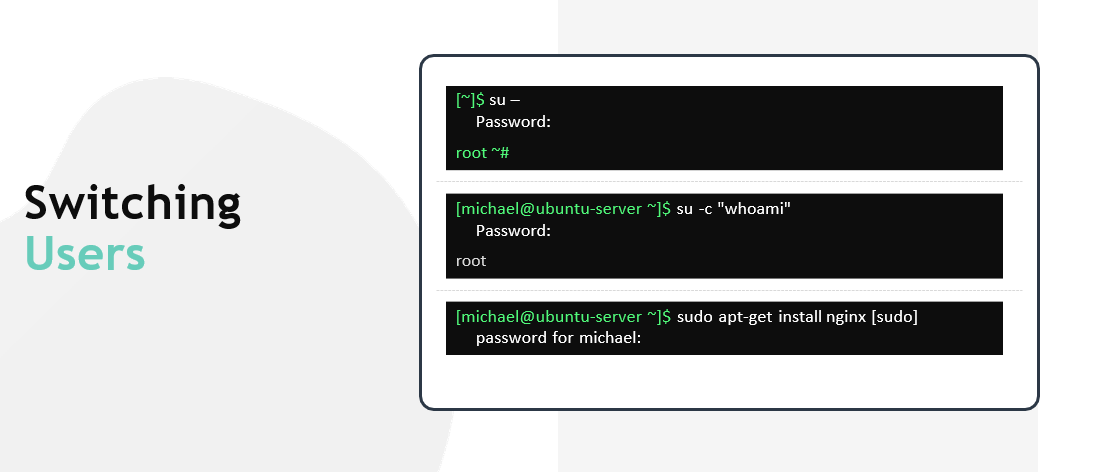 Switching
Users
[~]$ su –
Password:
root ~#
[michael@ubuntu-server ~]$ su -c "whoami"
Password:
root
[michael@ubuntu-server ~]$ sudo apt-get install nginx [sudo]
password for michael: